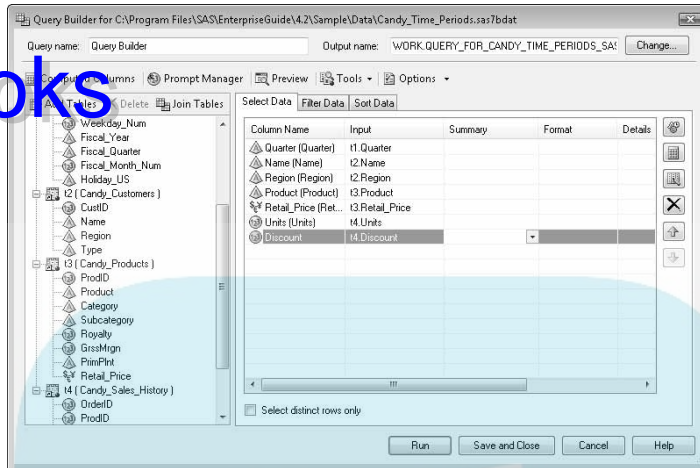 Query Builder for C:\Program Files\SAS\EnterpriseGuide\4.2\Sample\Data\Candy_Time_Periods.sas7bdat
Query name: Query Builder Output name: WORK.QUERY_FOR_CANDY_TIME_PERIODS_SA Change...
oks
Columns Prompt Manager Preview Tools Options
Tables Delete Join Tables Select Data Filter Data Sort Data
Column Name Input Summary Format Details
Weekday_Num
Fiscal_Year
Fiscal_Quarter
Fiscal_Month_Num
Holiday_US
t2 (Candy_Customers)
CustID
Name
Region
Type
t3 (Candy_Products)
ProdID
Product
Category
Subcategory
Royalty
GrssMrgn
PrimPlnt
Retail_Price
t4 (Candy_Sales_History)
OrderID
ProdID
Quarter (Quarter) t1.Quarter
Name (Name) t2.Name
Region (Region) t2.Region
Product (Product) t3.Product
Retail_Price (Ret... t3.Retail_Price
Units (Units) t4.Units
Discount t4.Discount
Select distinct rows only
Run Save and Close Cancel Help